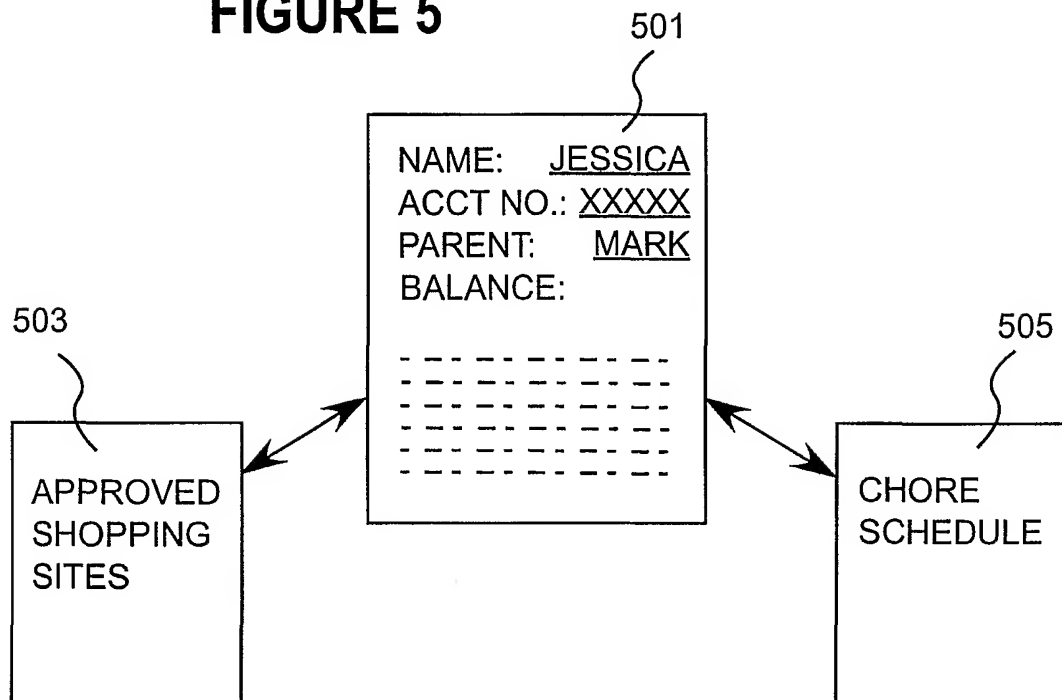 FIGURE 5
501
NAME: JESSICA
ACCT NO.: XXXXX
PARENT: MARK
BALANCE:
503
505
APPROVED
SHOPPING
SITES
CHORE
SCHEDULE